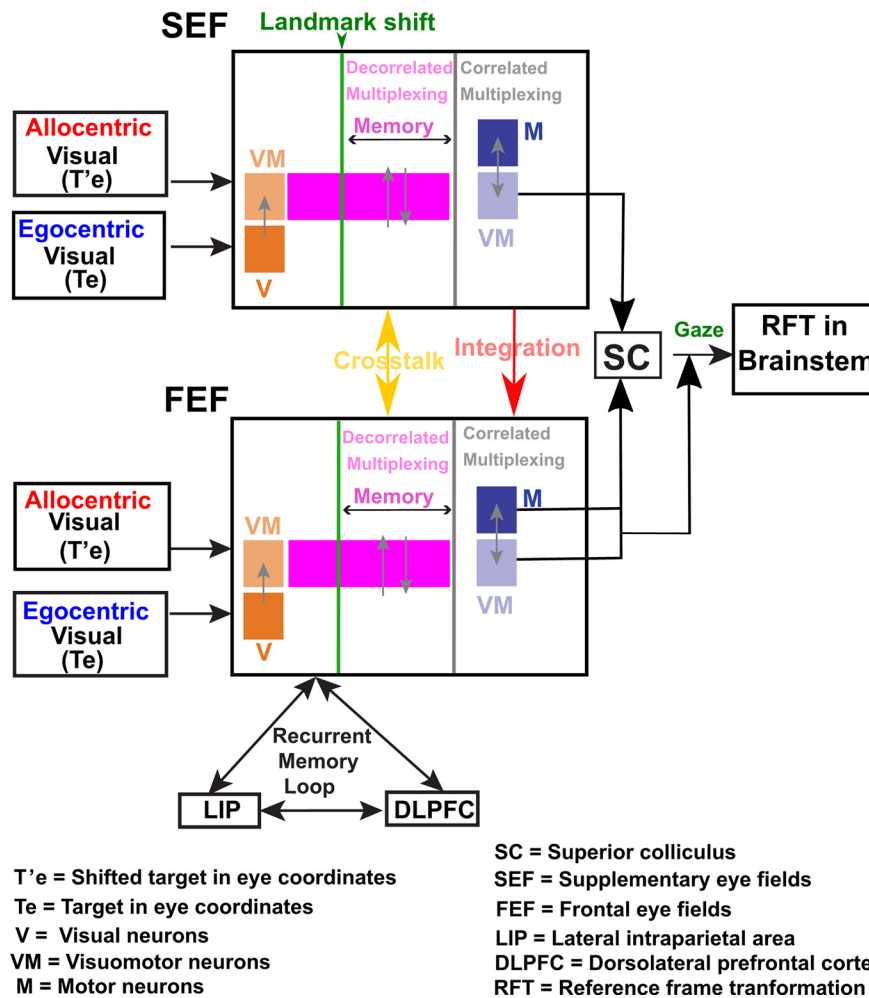 SEF
Landmark shift
Decorrelated
Multiplexing
Correlated
Multiplexing
Memory
Allocentric
Visual
(T'e)
VM
M
Egocentric
Visual
(Te)
VM
V
Crosstalk
Integration
SC
Gaze
RFT in
Brainstem
FEF
Decorrelated
Multiplexing
Correlated
Multiplexing
Memory
Allocentric
Visual
(T'e)
VM
M
Egocentric
Visual
(Te)
VM
V
Recurrent
Memory
Loop
LIP
DLPFC
T'e = Shifted target in eye coordinates
Te = Target in eye coordinates
V = Visual neurons
VM = Visuomotor neurons
M = Motor neurons
SC = Superior colliculus
SEF = Supplementary eye fields
FEF = Frontal eye fields
LIP = Lateral intraparietal area
DLPFC = Dorsolateral prefrontal corte
RFT = Reference frame tranformation